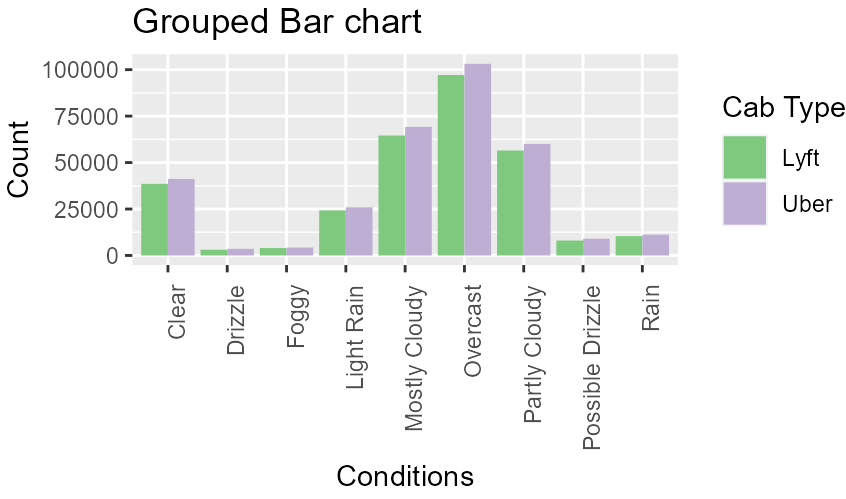 Grouped Bar chart
Count
100000
75000
50000
25000
0
Clear
Drizzle
Foggy
Light Rain
Mostly Cloudy
Overcast
Partly Cloudy
Possible Drizzle
Rain
Conditions
Cab Type
Lyft
Uber